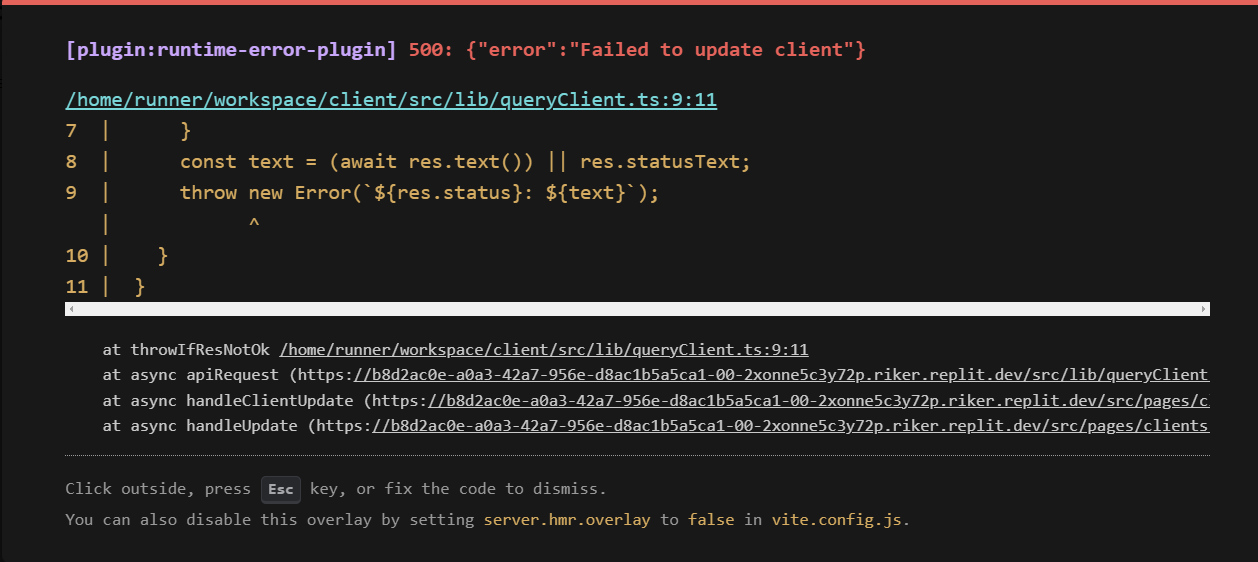 [plugin:runtime-error-plugin] 500: {"error":"Failed to update client"}
/home/runner/workspace/client/src/lib/queryClient.ts:9:11
7  |      }
8  |      const text = (await res.text()) || res.statusText;
9  |      throw new Error(`${res.status}: ${text}`);
   |            ^
10 |    }
11 |  }
at throwIfResNotOk /home/runner/workspace/client/src/lib/queryClient.ts:9:11
at async apiRequest (https://b8d2ac0e-a0a3-42a7-956e-d8ac1b5a5ca1-00-2xonne5c3y72p.riker.replit.dev/src/lib/queryClient
at async handleClientUpdate (https://b8d2ac0e-a0a3-42a7-956e-d8ac1b5a5ca1-00-2xonne5c3y72p.riker.replit.dev/src/pages/cl
at async handleUpdate (https://b8d2ac0e-a0a3-42a7-956e-d8ac1b5a5ca1-00-2xonne5c3y72p.riker.replit.dev/src/pages/clients
Click outside, press Esc key, or fix the code to dismiss.
You can also disable this overlay by setting server.hmr.overlay to false in vite.config.js.